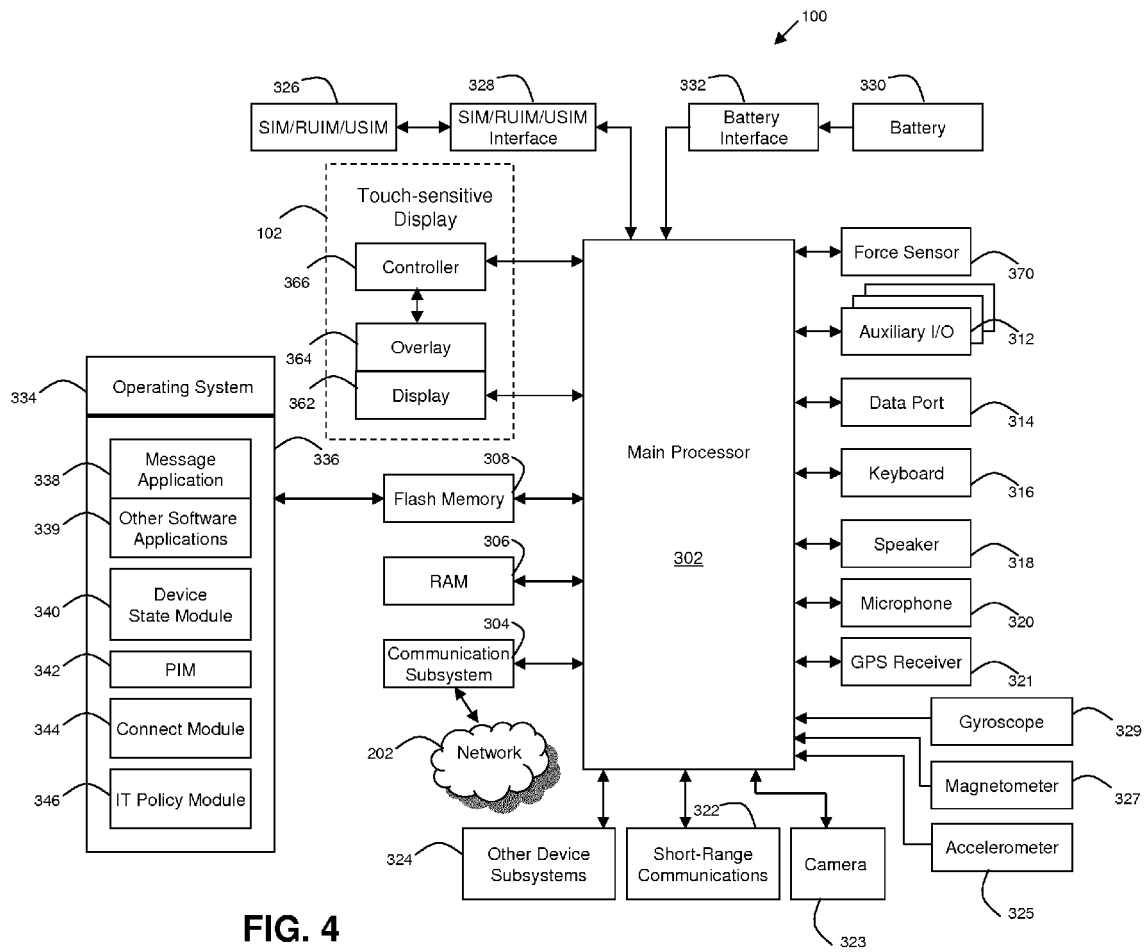 100
326
328
332
330
SIM/RUIM/USIM
SIM/RUIM/USIM
Interface
Battery
Interface
Battery
Touch-sensitive
Display
102
Controller
366
Overlay
364
Display
362
Operating System
334
336
Message
Application
338
Other Software
Applications
339
Device
State Module
340
PIM
342
Connect Module
344
IT Policy Module
346
308
Flash Memory
306
RAM
304
Communication
Subsystem
202
Network
Main Processor
302
Force Sensor
370
Auxiliary I/O
312
Data Port
314
Keyboard
316
Speaker
318
Microphone
320
GPS Receiver
321
Gyroscope
329
Magnetometer
327
Accelerometer
325
322
324
Other Device
Subsystems
Short-Range
Communications
Camera
323
FIG. 4